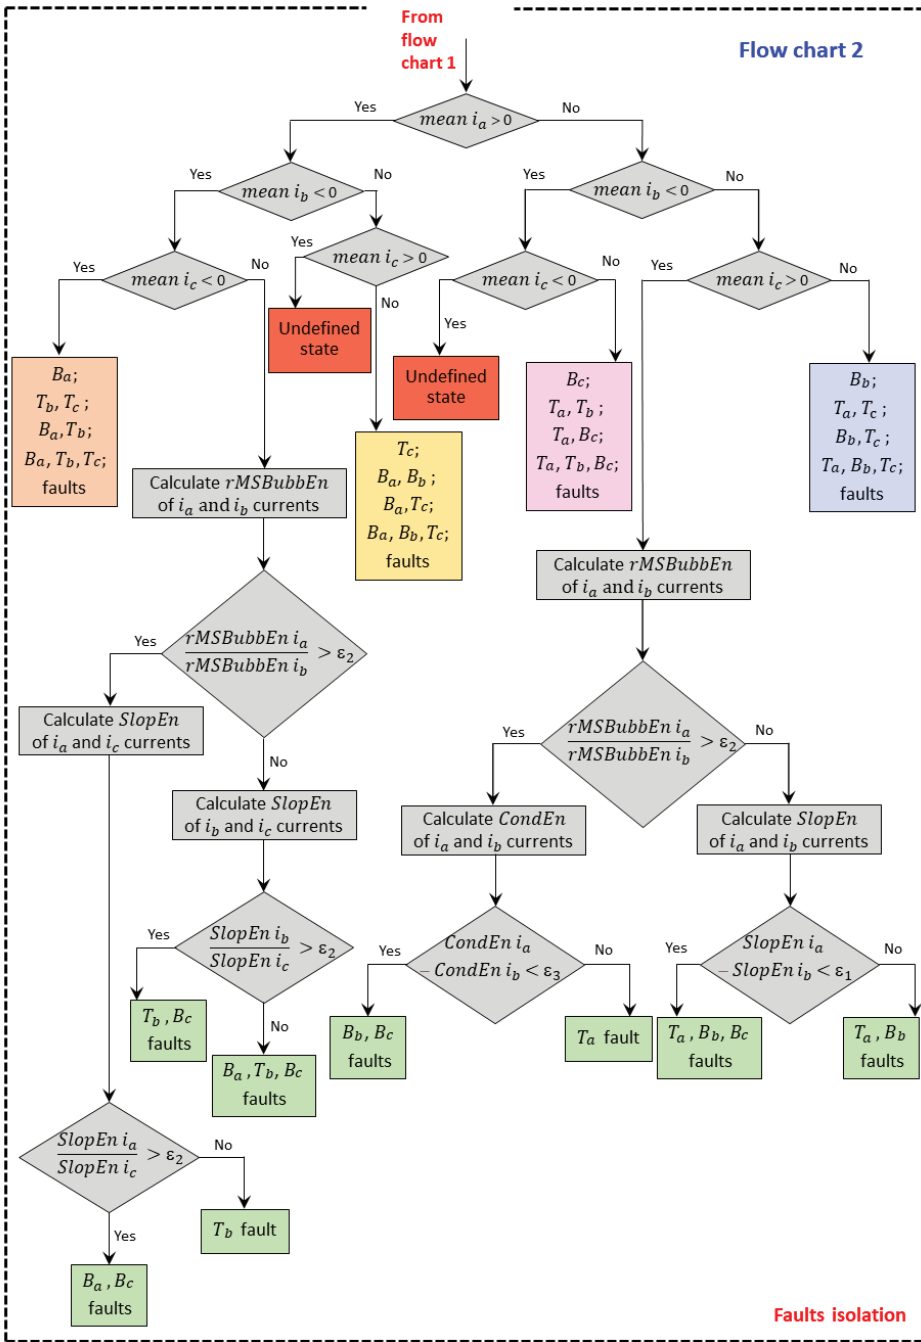 From
flow
chart 1
Flow chart 2
mean i_a > 0
Yes
No
mean i_b < 0
Yes
No
mean i_b < 0
Yes
No
mean i_c < 0
Yes
No
mean i_c > 0
Yes
No
mean i_c < 0
Yes
No
mean i_c > 0
Yes
No
Undefined
state
Undefined
state
B_a;
T_b, T_c;
B_a, T_b;
B_a, T_b, T_c;
faults
T_c;
B_a, B_b;
B_a, T_c;
B_a, B_b, T_c;
faults
B_c;
T_a, T_b;
T_a, B_c;
T_a, T_b, B_c;
faults
B_b;
T_a, T_c;
B_b, T_c;
T_a, B_b, T_c;
faults
Calculate rMSBubbEn
of i_a and i_b currents
Calculate rMSBubbEn
of i_a and i_b currents
rMSBubbEn i_a
rMSBubbEn i_b > ε_2
Yes
No
Calculate SlopEn
of i_a and i_c currents
Calculate SlopEn
of i_b and i_c currents
rMSBubbEn i_a
rMSBubbEn i_b > ε_2
Yes
No
Calculate CondEn
of i_a and i_b currents
Calculate SlopEn
of i_a and i_b currents
SlopEn i_b
SlopEn i_c > ε_2
Yes
No
CondEn i_a
– CondEn i_b < ε_3
Yes
No
SlopEn i_a
– SlopEn i_b < ε_1
Yes
No
T_b, B_c
faults
B_a, T_b, B_c
faults
B_b, B_c
faults
T_a fault
T_a, B_b, B_c
faults
T_a, B_b
faults
SlopEn i_a
SlopEn i_c > ε_2
No
Yes
T_b fault
B_a, B_c
faults
Faults isolation